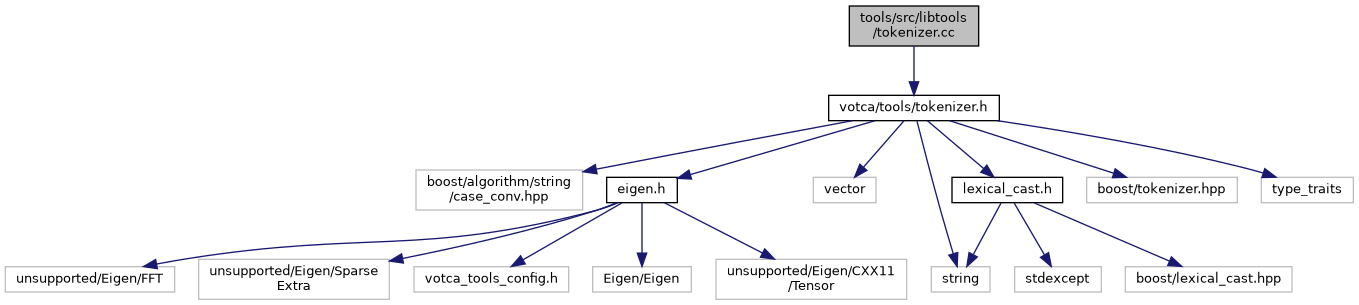 tools/src/libtools
/tokenizer.cc
votca/tools/tokenizer.h
boost/algorithm/string
/case_conv.hpp
eigen.h
vector
lexical_cast.h
boost/tokenizer.hpp
type_traits
unsupported/Eigen/FFT
unsupported/Eigen/Sparse
Extra
votca_tools_config.h
Eigen/Eigen
unsupported/Eigen/CXX11
/Tensor
string
stdexcept
boost/lexical_cast.hpp